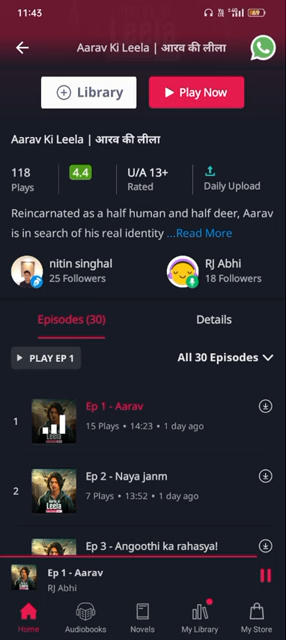 11:43
69
Aarav Ki Leela | आरव की लीला
Library
Play Now
Aarav Ki Leela | आरव की लीला
118
4.4
U/A 13+
Plays
Rated
Daily Upload
Reincarnated as a half human and half deer, Aarav
is in search of his real identity ...Read More
nitin singhal
25 Followers
RJ Abhi
18 Followers
Episodes (30)
Details
PLAY EP 1
All 30 Episodes
1
Ep 1 - Aarav
15 Plays • 14:23 • 1 day ago
Leela
2
Ep 2 - Naya janm
7 Plays • 13:52 • 1 day ago
Leela
Ep 3 - Angoothi ka rahasya!
Ep 1 - Aarav
RJ Abhi
Home
Audiobooks
Novels
My Library
My Store